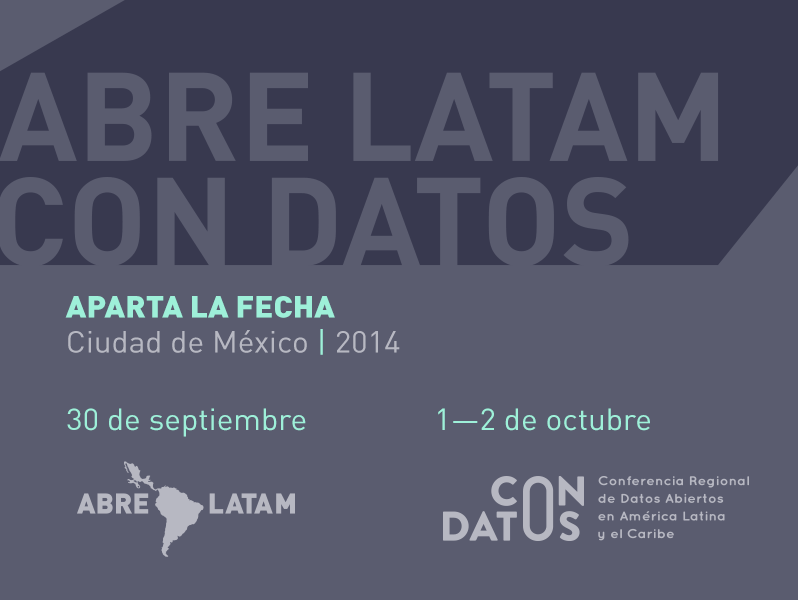 ABRE LATAM
CON DATOS
APARTA LA FECHA
Ciudad de México | 2014
30 de septiembre
1—2 de octubre
ABRE LATAM
CON
DATOS
Conferencia Regional
de Datos Abiertos
en América Latina
y el Caribe